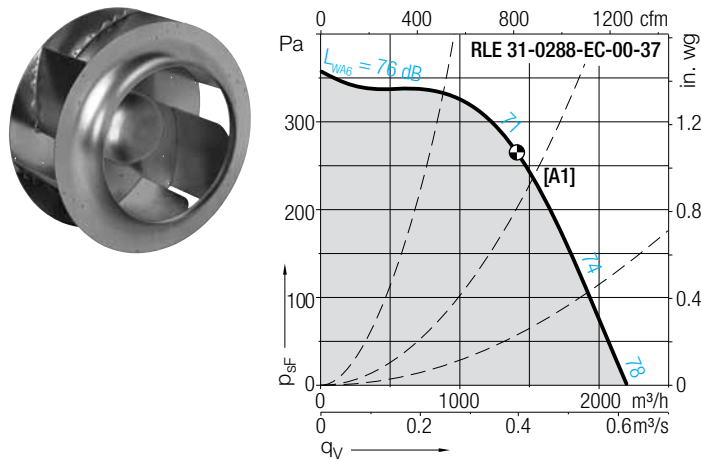 0 400 800 1200 cfm
Pa
RLE 31-0288-EC-00-37
in. wg
L_WA6 = 76 dB
300 71 1.2
[A1]
200 0.8
74
100 0.4
p_sF
78
0 0
0 1000 2000 m³/h
0 0.2 0.4 0.6 m³/s
q_V